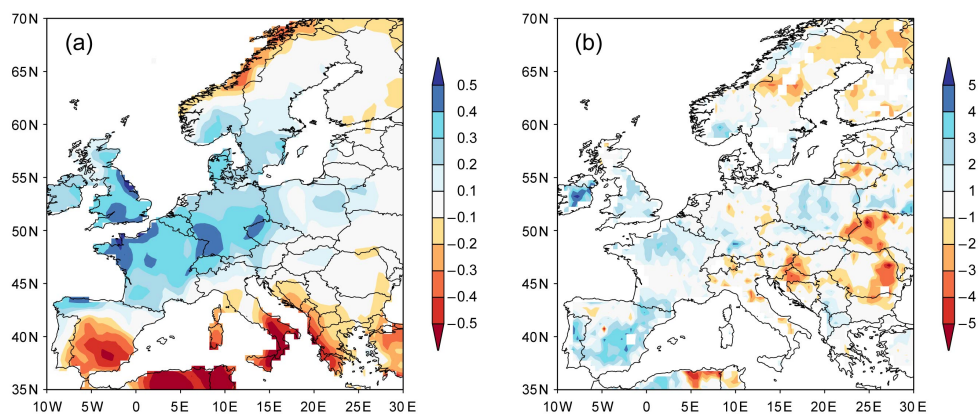 (a)
70N
65N
60N
55N
50N
45N
40N
35N
10W 5W 0 5E 10E 15E 20E 25E 30E
0.5
0.4
0.3
0.2
0.1
−0.1
−0.2
−0.3
−0.4
−0.5
(b)
70N
65N
60N
55N
50N
45N
40N
35N
10W 5W 0 5E 10E 15E 20E 25E 30 E
5
4
3
2
1
−1
−2
−3
−4
−5